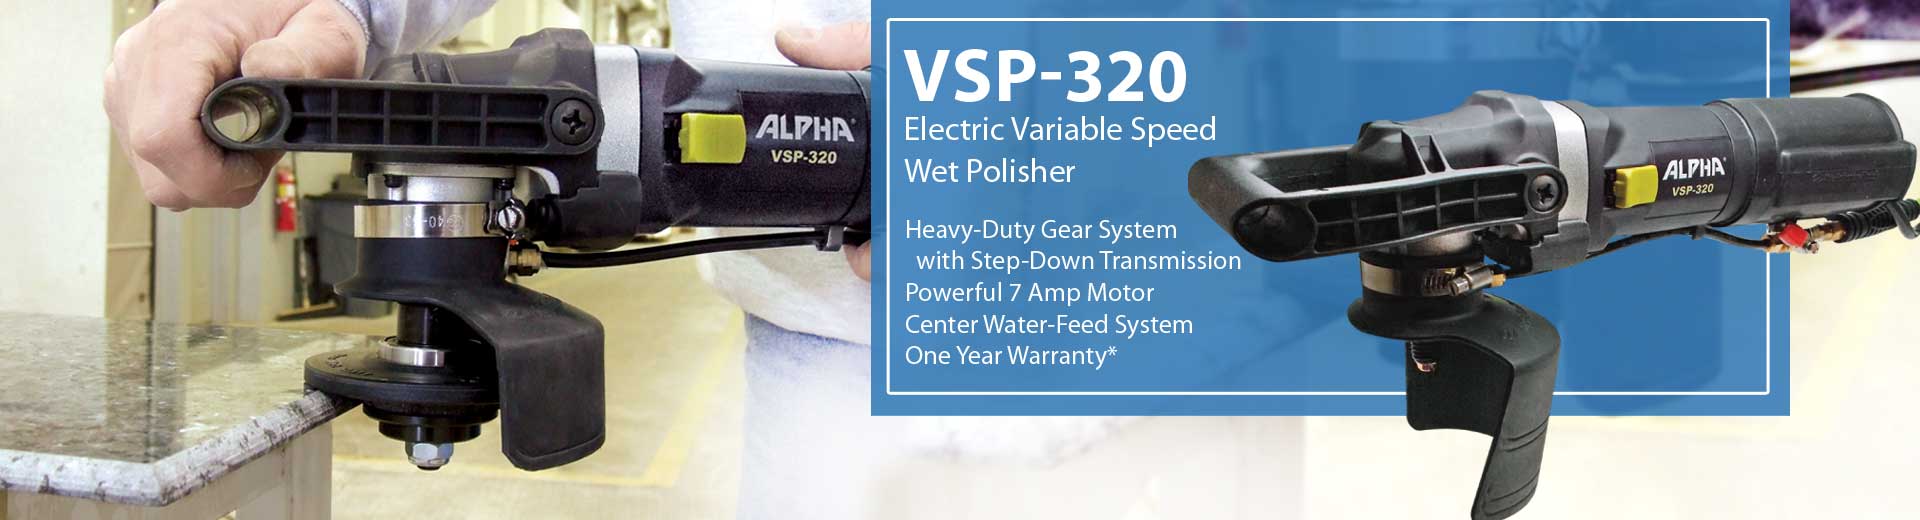 ALPHA®
VSP-320
VSP-320
Electric Variable Speed
Wet Polisher
Heavy-Duty Gear System
with Step-Down Transmission
Powerful 7 Amp Motor
Center Water-Feed System
One Year Warranty*
ALPHA
VSP-320